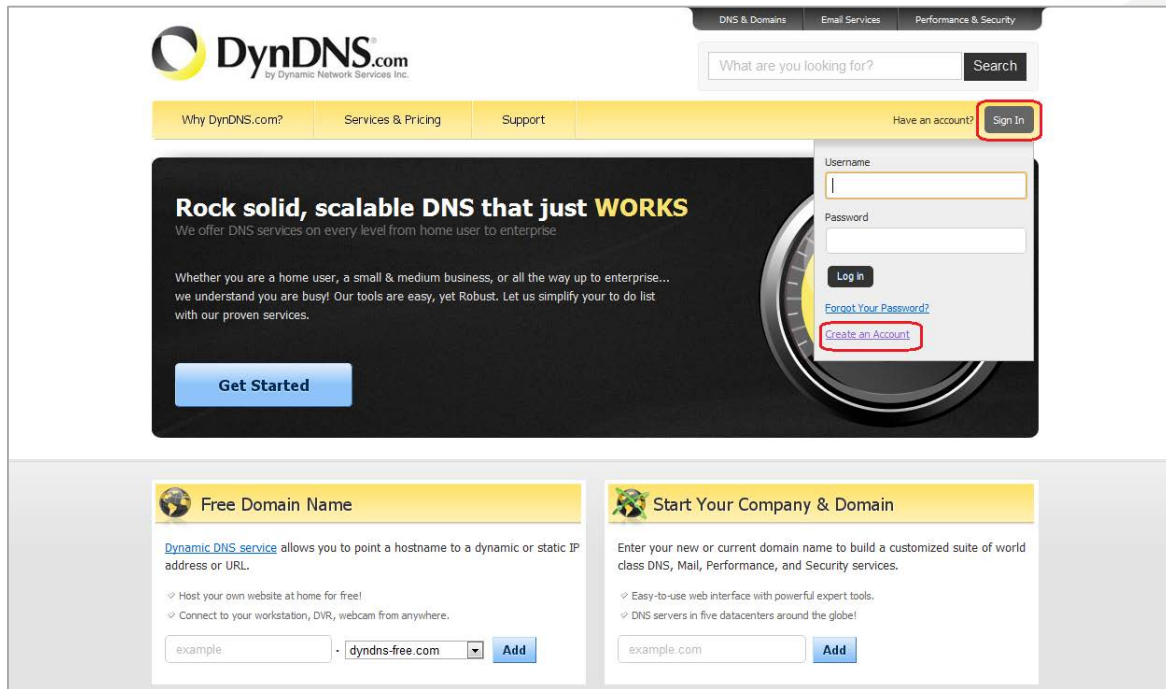 DNS & Domains Email Services Performance & Security
DynDNS.com
by Dynamic Network Services Inc.
What are you looking for? Search
Why DynDNS.com? Services & Pricing Support Have an account? Sign In
Username
Password
Log in
Forgot Your Password?
Create an Account
Rock solid, scalable DNS that just WORKS
We offer DNS services on every level from home user to enterprise
Whether you are a home user, a small & medium business, or all the way up to enterprise...
we understand you are busy! Our tools are easy, yet Robust. Let us simplify your to do list
with our proven services.
Get Started
Free Domain Name
Dynamic DNS service allows you to point a hostname to a dynamic or static IP
address or URL.
Host your own website at home for free!
Connect to your workstation, DVR, webcam from anywhere.
example . dyndns-free.com Add
Start Your Company & Domain
Enter your new or current domain name to build a customized suite of world
class DNS, Mail, Performance, and Security services.
Easy-to-use web interface with powerful expert tools.
DNS servers in five datacenters around the globe!
example.com Add